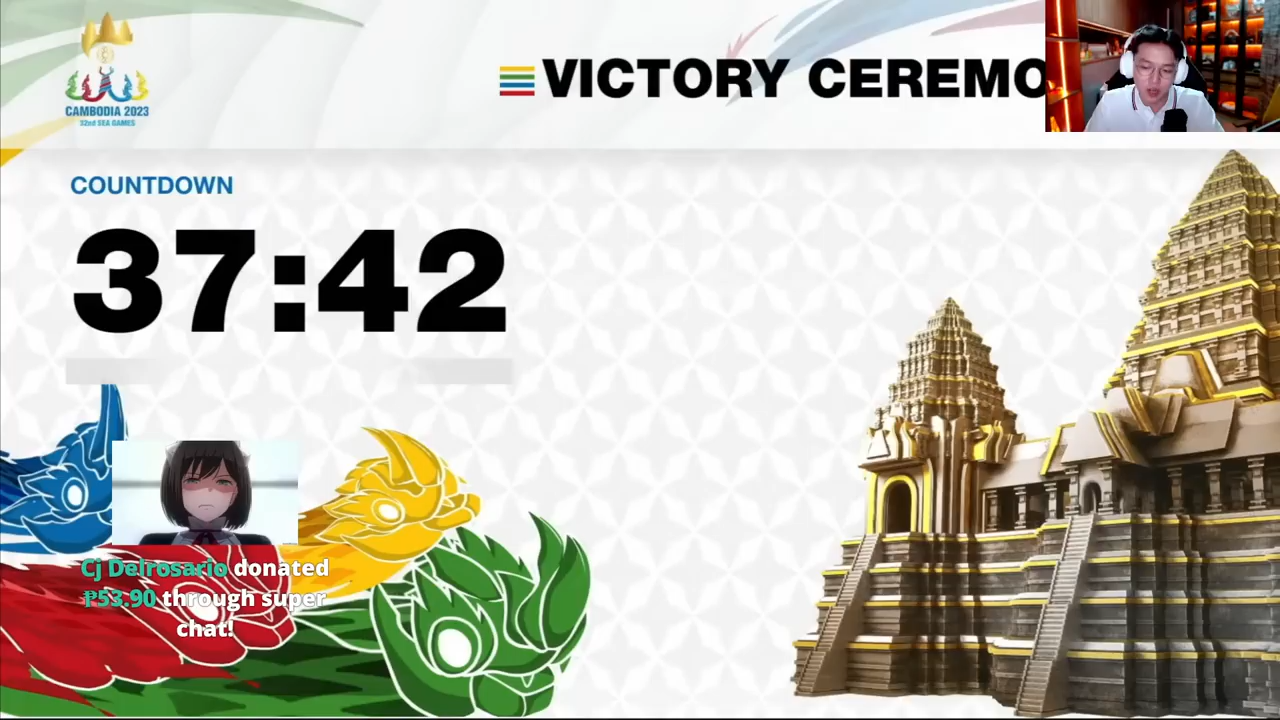 CAMBODIA 2023
32nd SEA GAMES
VICTORY CEREMO
COUNTDOWN
37:42
Cj Delrosario donated
₱53.90 through super
chat!